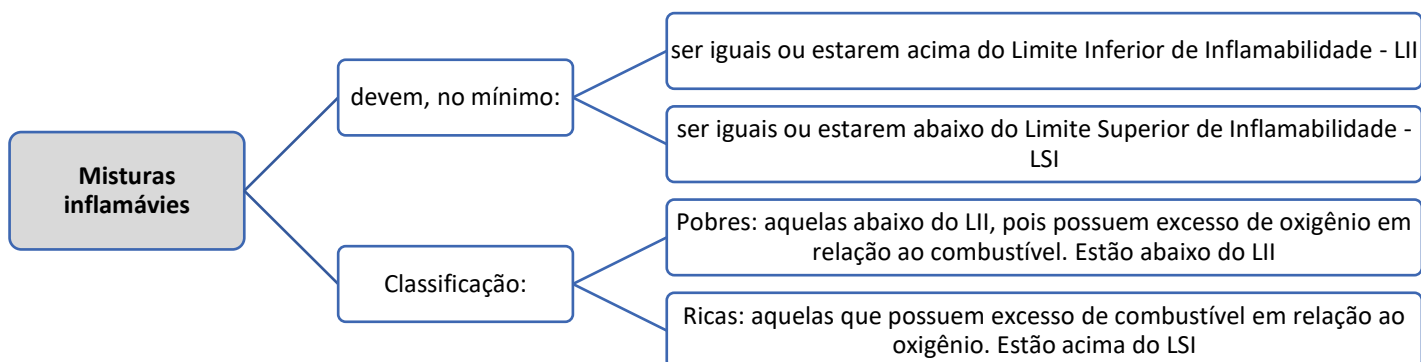 Misturas
inflamávies
devem, no mínimo:
ser iguais ou estarem acima do Limite Inferior de Inflamabilidade - LII
ser iguais ou estarem abaixo do Limite Superior de Inflamabilidade -
LSI
Classificação:
Pobres: aquelas abaixo do LII, pois possuem excesso de oxigênio em
relação ao combustível. Estão abaixo do LII
Ricas: aquelas que possuem excesso de combustível em relação ao
oxigênio. Estão acima do LSI